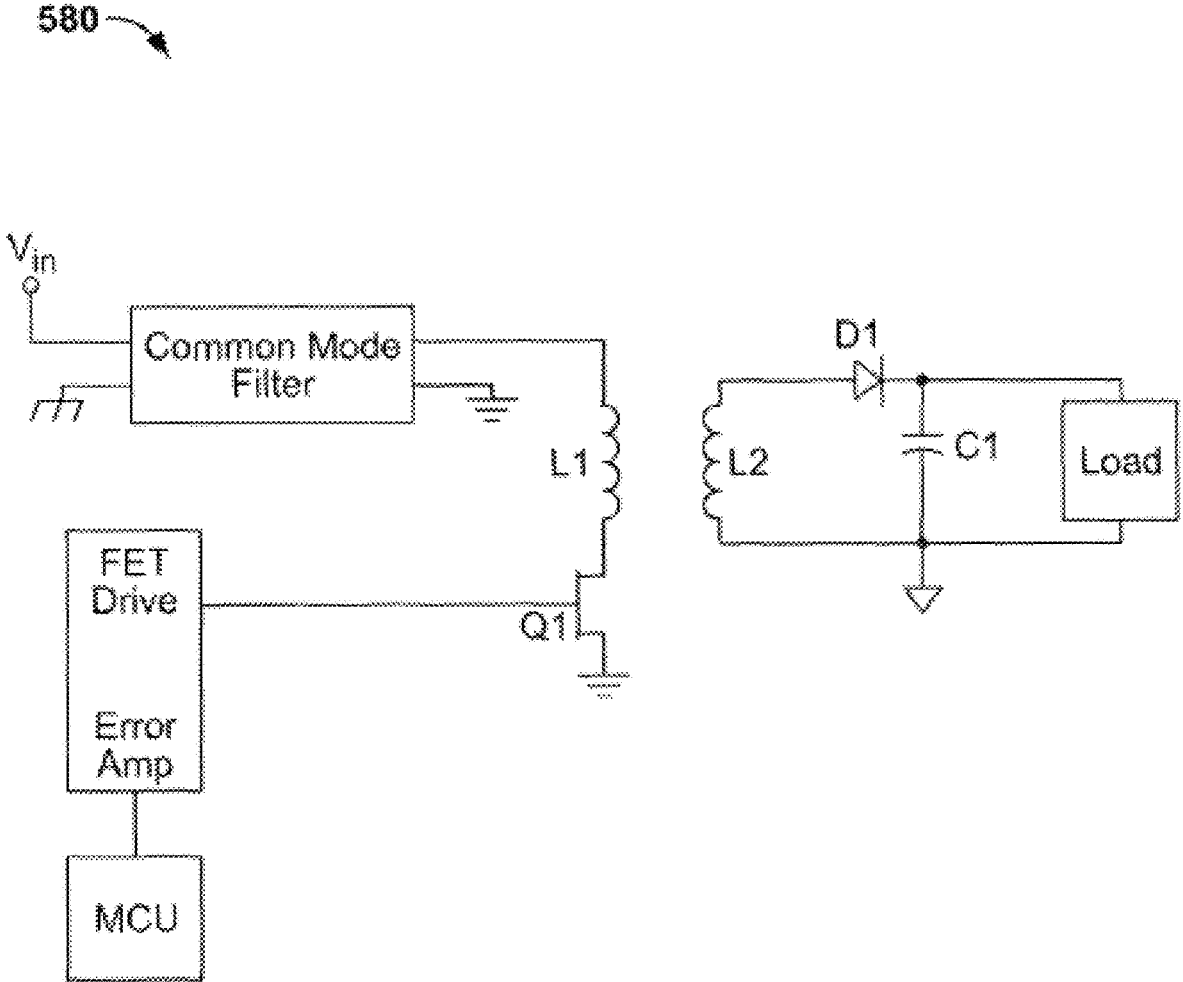 580
Vin
Common Mode
Filter
D1
L1
L2
C1
Load
FET
Drive
Q1
Error
Amp
MCU